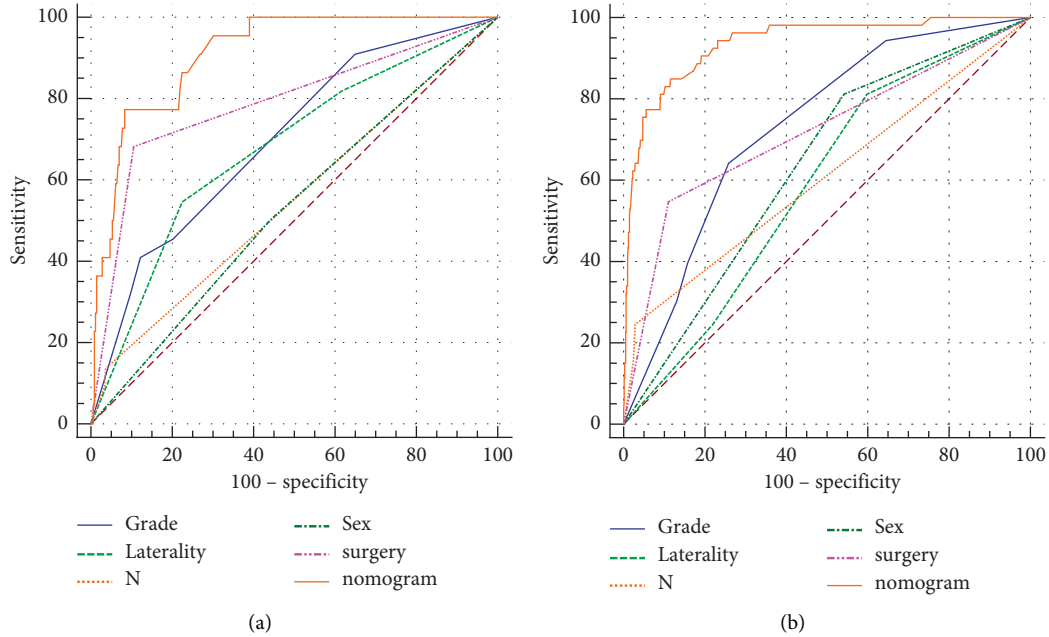 100
80
60
40
20
0
Sensitivity
0 20 40 60 80 100
100 – specificity
Grade
Laterality
N
Sex
surgery
nomogram
(a)
100
80
60
40
20
0
Sensitivity
0 20 40 60 80 100
100 – specificity
Grade
Laterality
N
Sex
surgery
nomogram
(b)